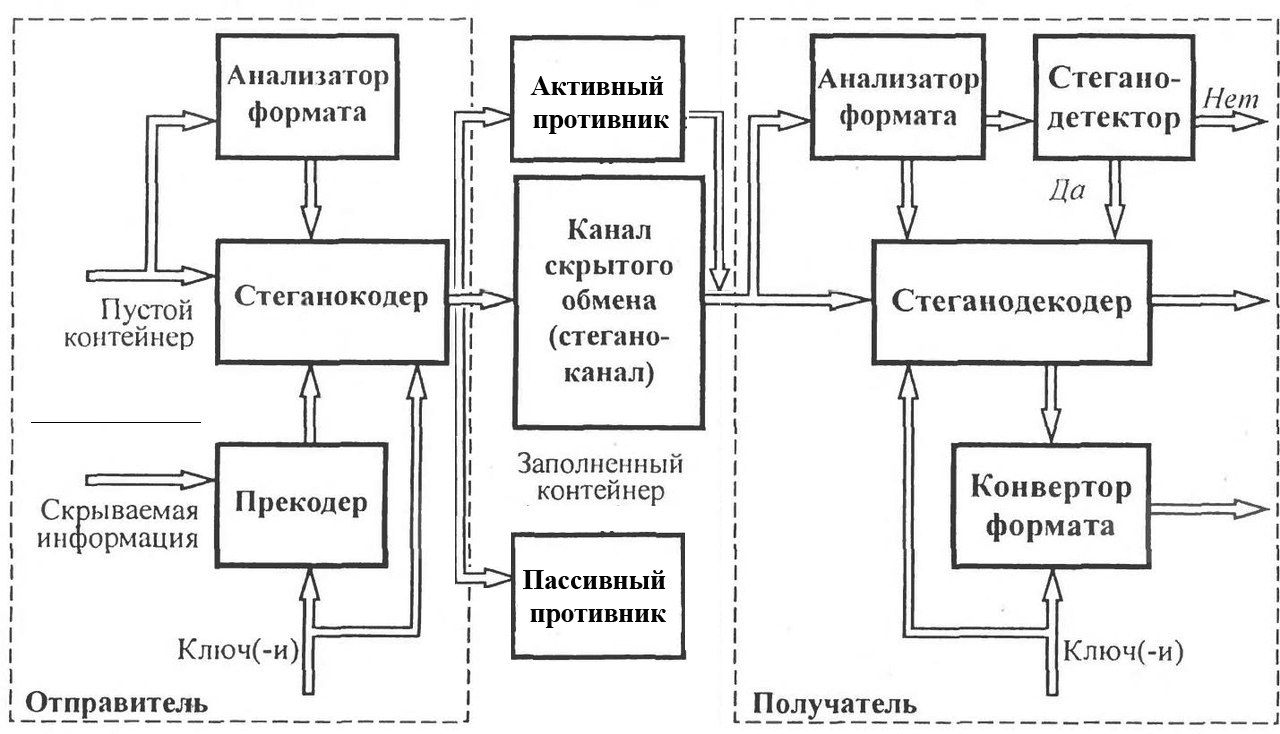 Анализатор
формата
Активный
противник
Анализатор
формата
Стегано-
детектор
Нет
Да
Стеганокодер
Пустой
контейнер
Канал
скрытого
обмена
(стегано-
канал)
Стеганодекодер
Заполненный
контейнер
Прекодер
Скрываемая
информация
Конвертор
формата
Пассивный
противник
Ключ(-и)
Ключ(-и)
Отправитель
Получатель